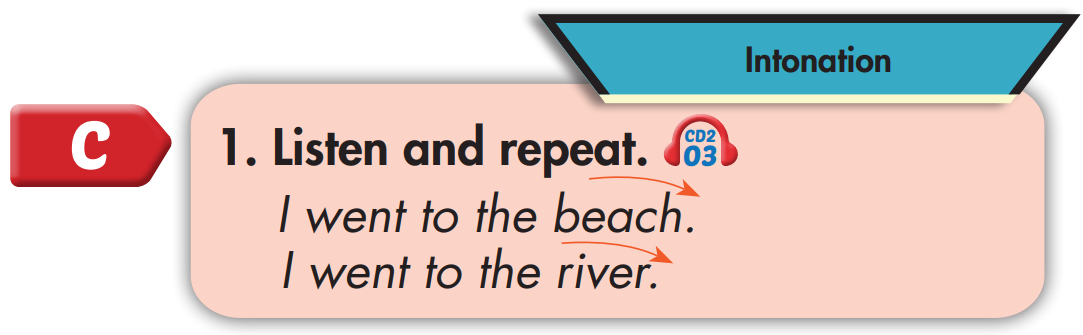 Intonation
C
1. Listen and repeat. CD2 03
I went to the beach.
I went to the river.